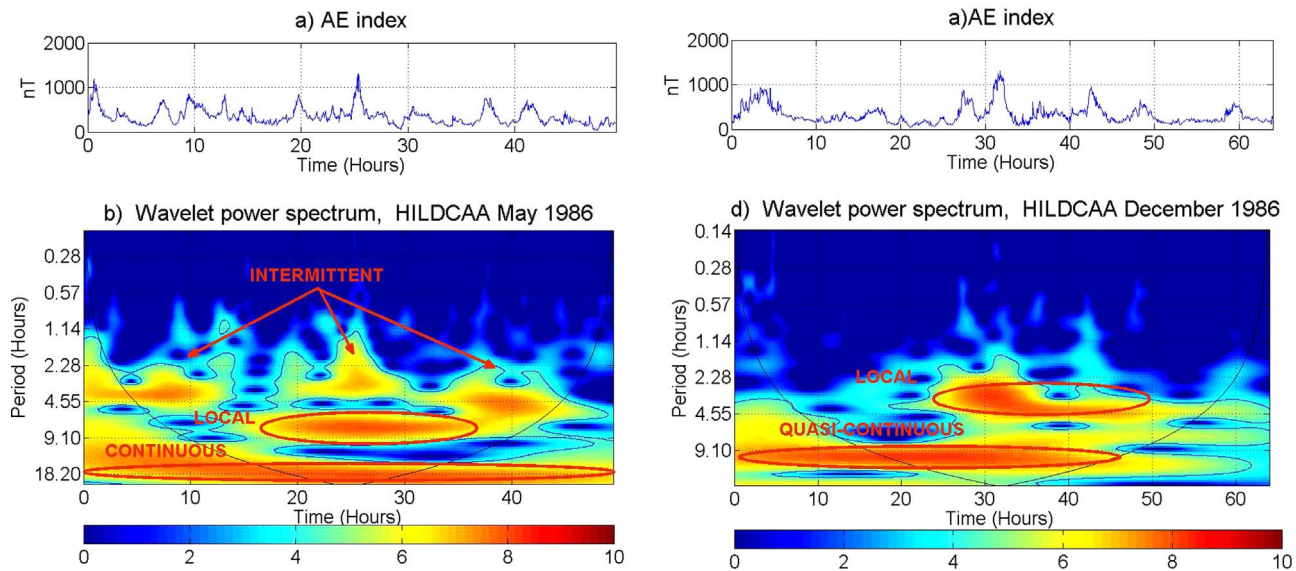 a) AE index
2000
1000
0
nT
0 10 20 30 40
Time (Hours)
b) Wavelet power spectrum, HILDCAA May 1986
INTERMITTENT
LOCAL
CONTINUOUS
0.28
0.57
1.14
2.28
4.55
9.10
18.20
Period (Hours)
0 10 20 30 40
Time (Hours)
0 2 4 6 8 10
a)AE index
2000
1000
0
nT
0 10 20 30 40 50 60
Time (Hours)
d) Wavelet power spectrum, HILDCAA December 1986
LOCAL
QUASI-CONTINUOUS
0.14
0.28
0.57
1.14
2.28
4.55
9.10
Period (hours)
0 10 20 30 40 50 60
Time (Hours)
0 2 4 6 8 10